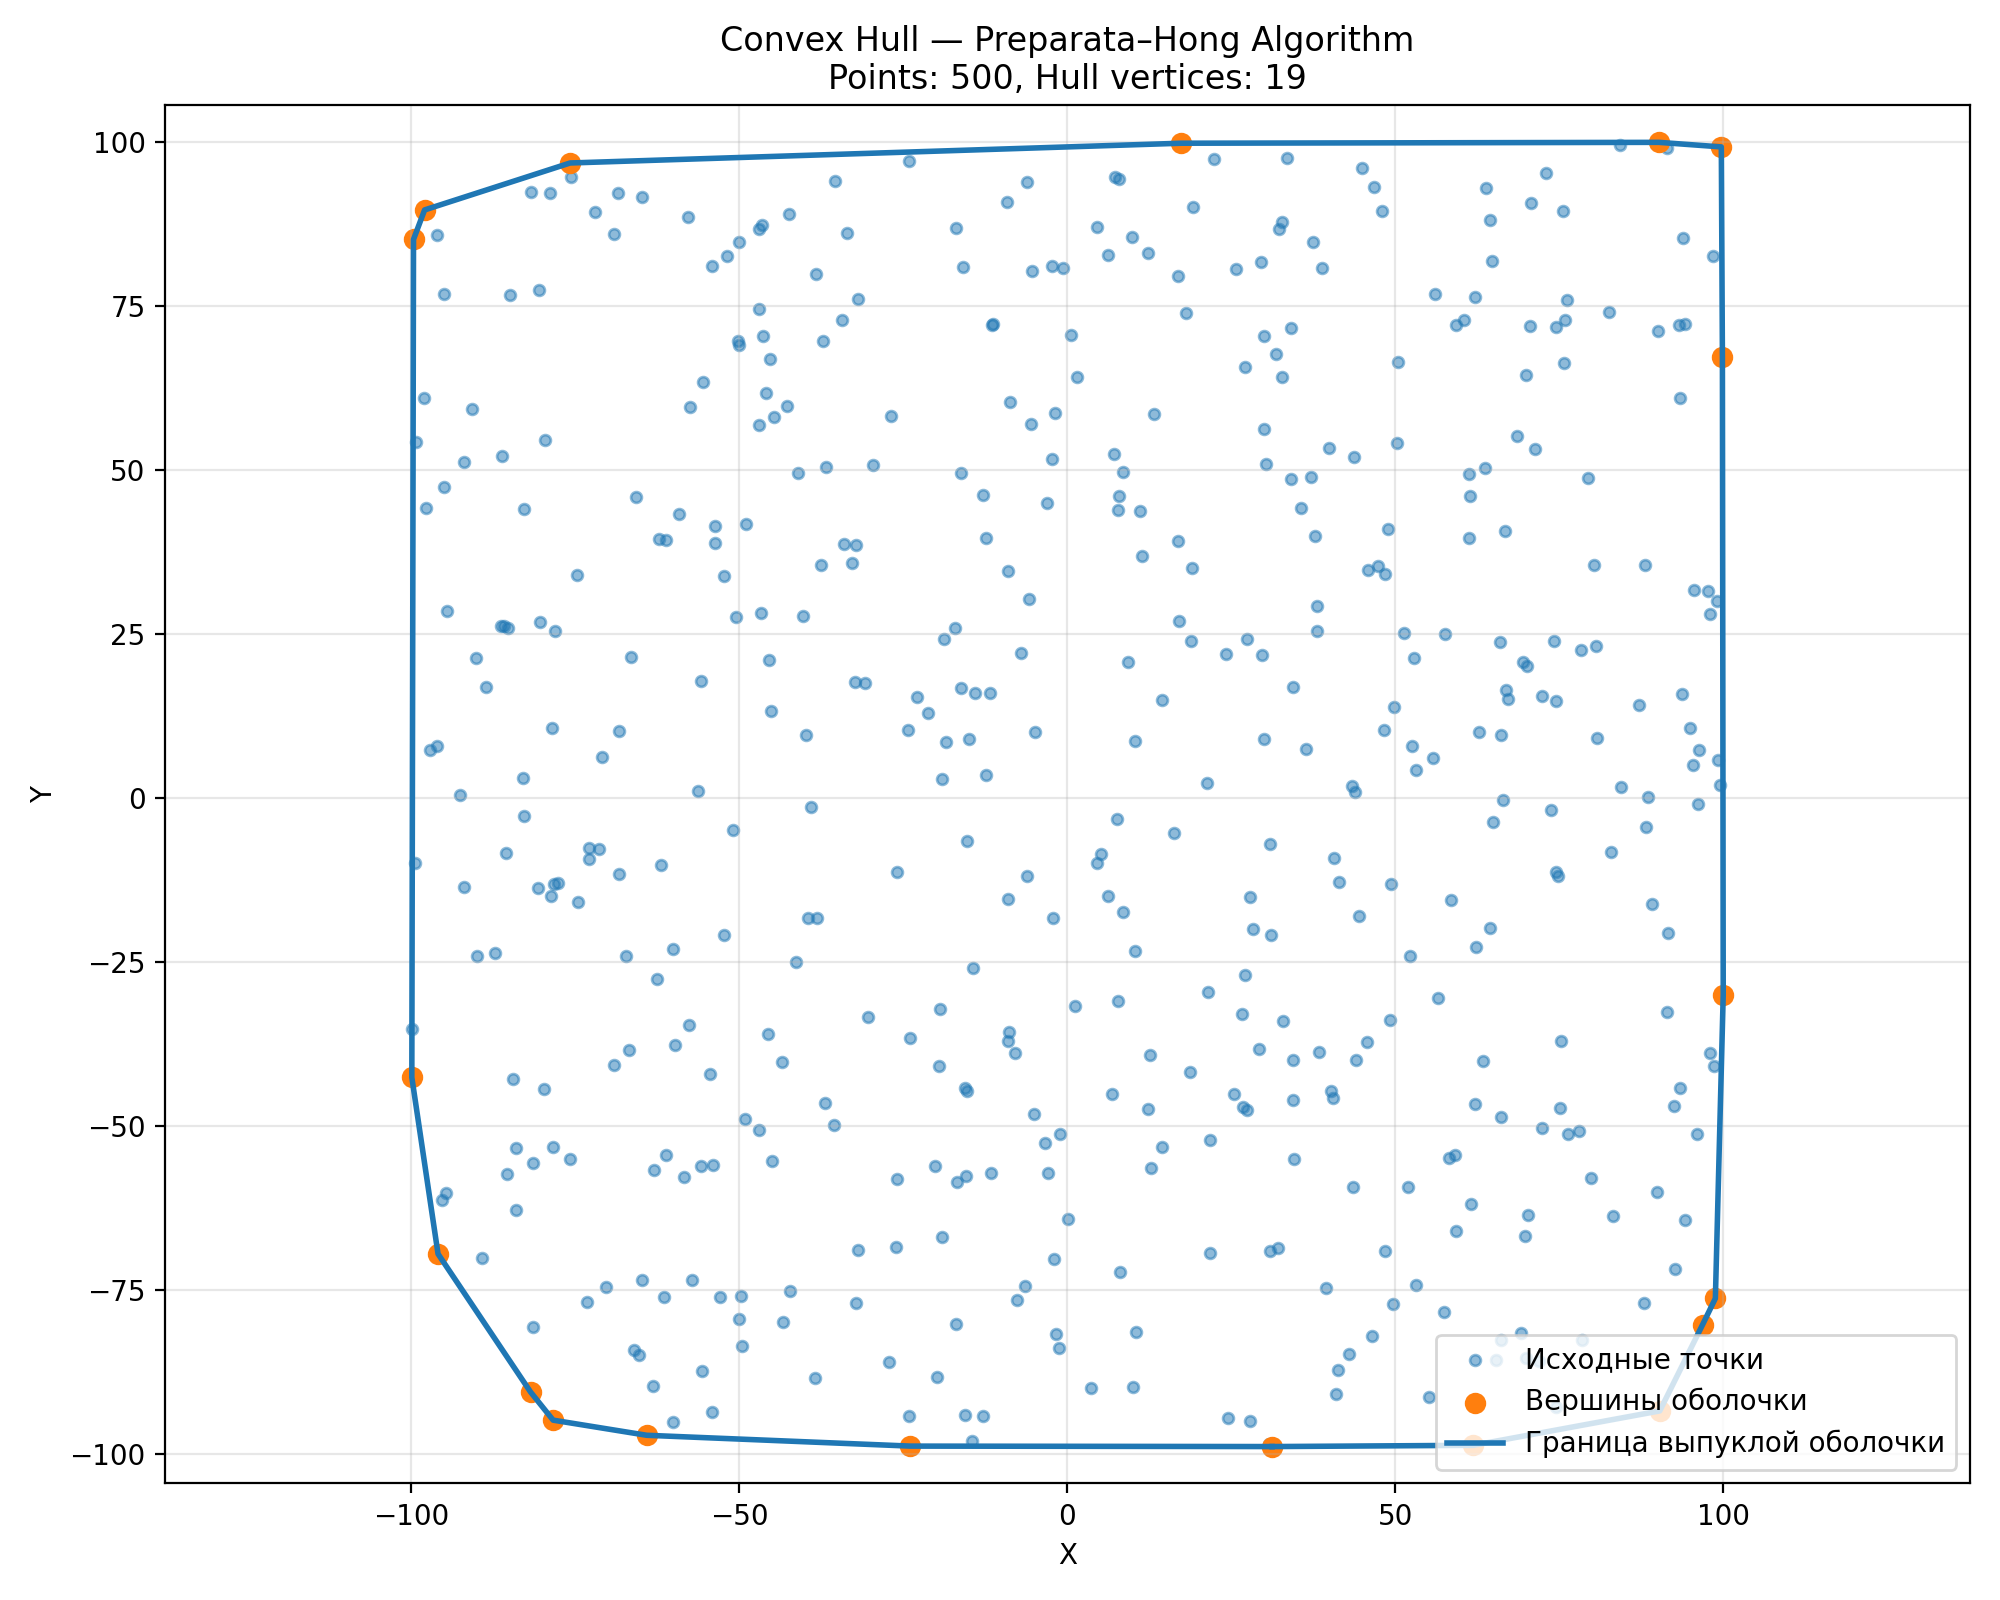 Convex Hull — Preparata–Hong Algorithm
Points: 500, Hull vertices: 19
100
75
50
25
0
−25
−50
−75
−100
Y
Исходные точки
Вершины оболочки
Граница выпуклой оболочки
−100
−50
0
50
100
X